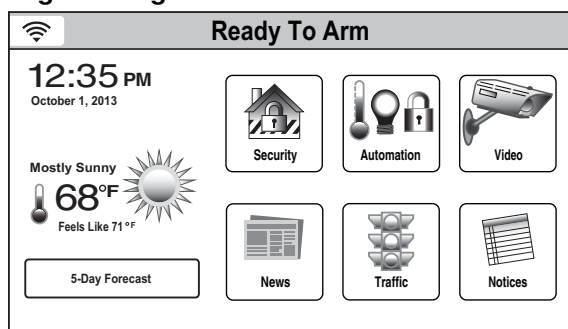 Ready To Arm
12:35 PM
October 1, 2013
Mostly Sunny
68°F
Feels Like 71°F
5-Day Forecast
Security
Automation
Video
News
Traffic
Notices